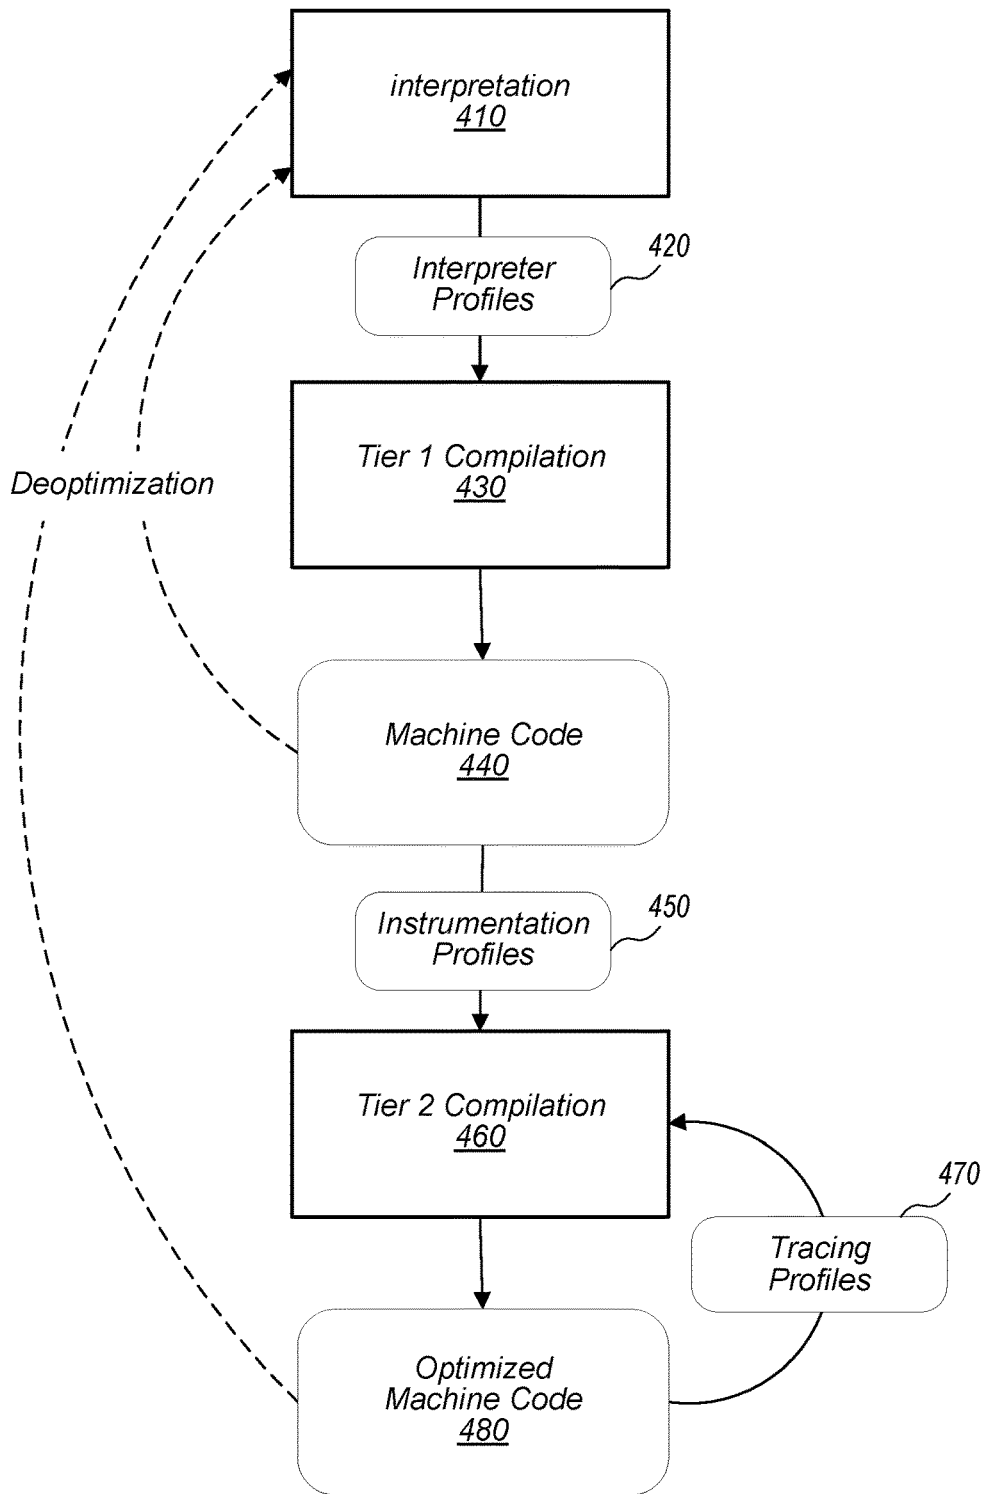 interpretation
410
420
Interpreter
Profiles
Tier 1 Compilation
430
Deoptimization
Machine Code
440
450
Instrumentation
Profiles
Tier 2 Compilation
460
470
Tracing
Profiles
Optimized
Machine Code
480